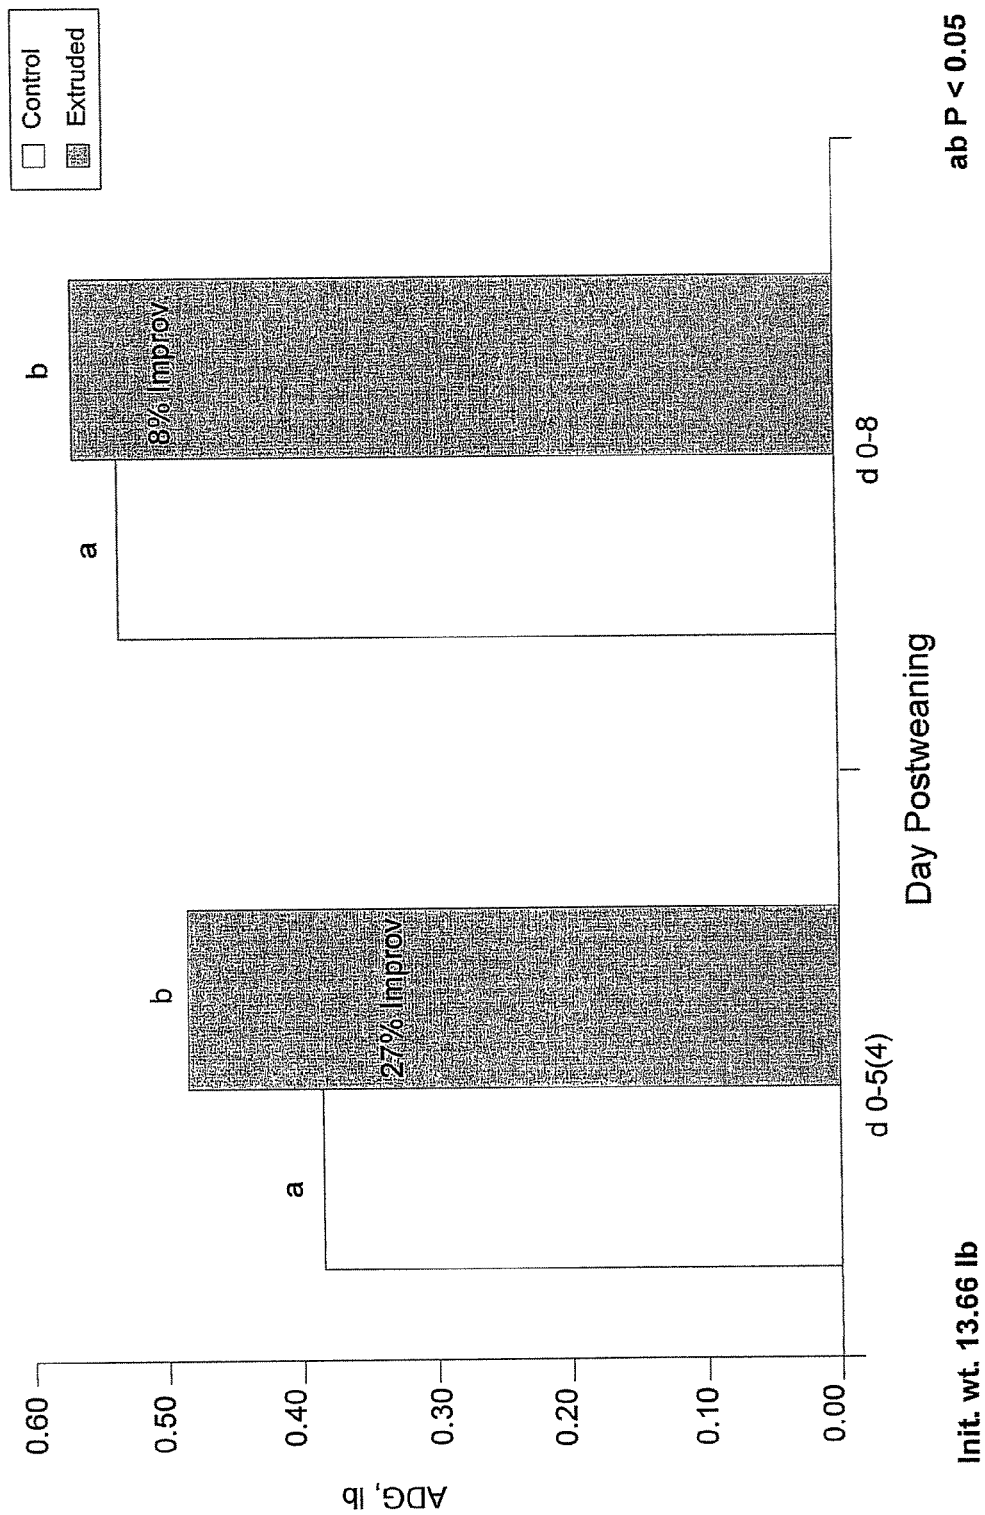 Control
Extruded
ADG, lb
0.60
0.50
0.40
0.30
0.20
0.10
0.00
a
b
27% Improv.
a
b
8% Improv.
d 0-5(4)
d 0-8
Day Postweaning
Init. wt. 13.66 lb
ab P < 0.05